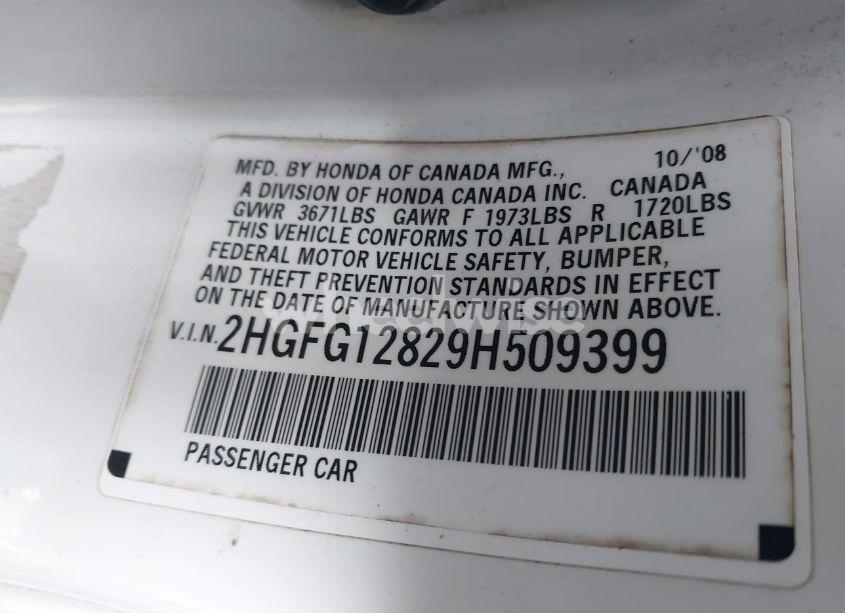 MFD. BY HONDA OF CANADA MFG., 10/'08
A DIVISION OF HONDA CANADA INC. CANADA
GVWR 3671LBS GAWR F 1973LBS R 1720LBS
THIS VEHICLE CONFORMS TO ALL APPLICABLE
FEDERAL MOTOR VEHICLE SAFETY, BUMPER,
AND THEFT PREVENTION STANDARDS IN EFFECT
ON THE DATE OF MANUFACTURE SHOWN ABOVE.
V.I.N. 2HGFG12829H509399
PASSENGER CAR